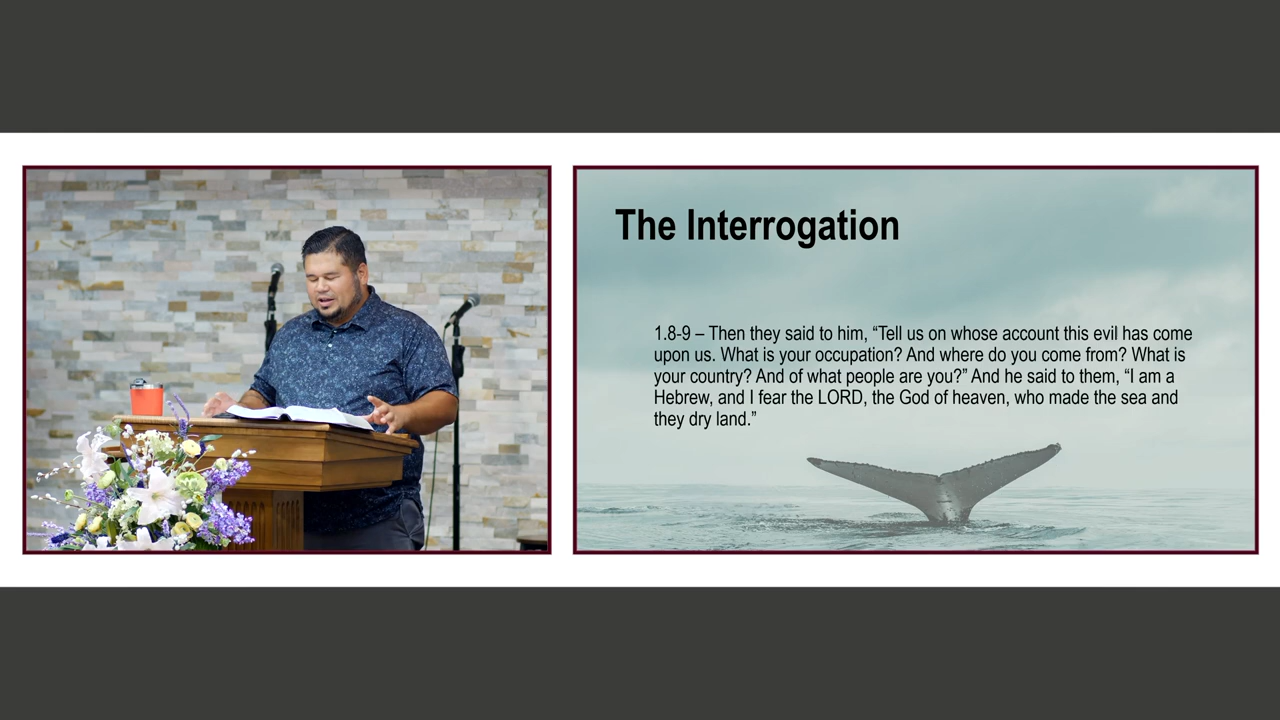 The Interrogation
1.8-9 – Then they said to him, “Tell us on whose account this evil has come
upon us. What is your occupation? And where do you come from? What is
your country? And of what people are you?” And he said to them, “I am a
Hebrew, and I fear the LORD, the God of heaven, who made the sea and
they dry land.”